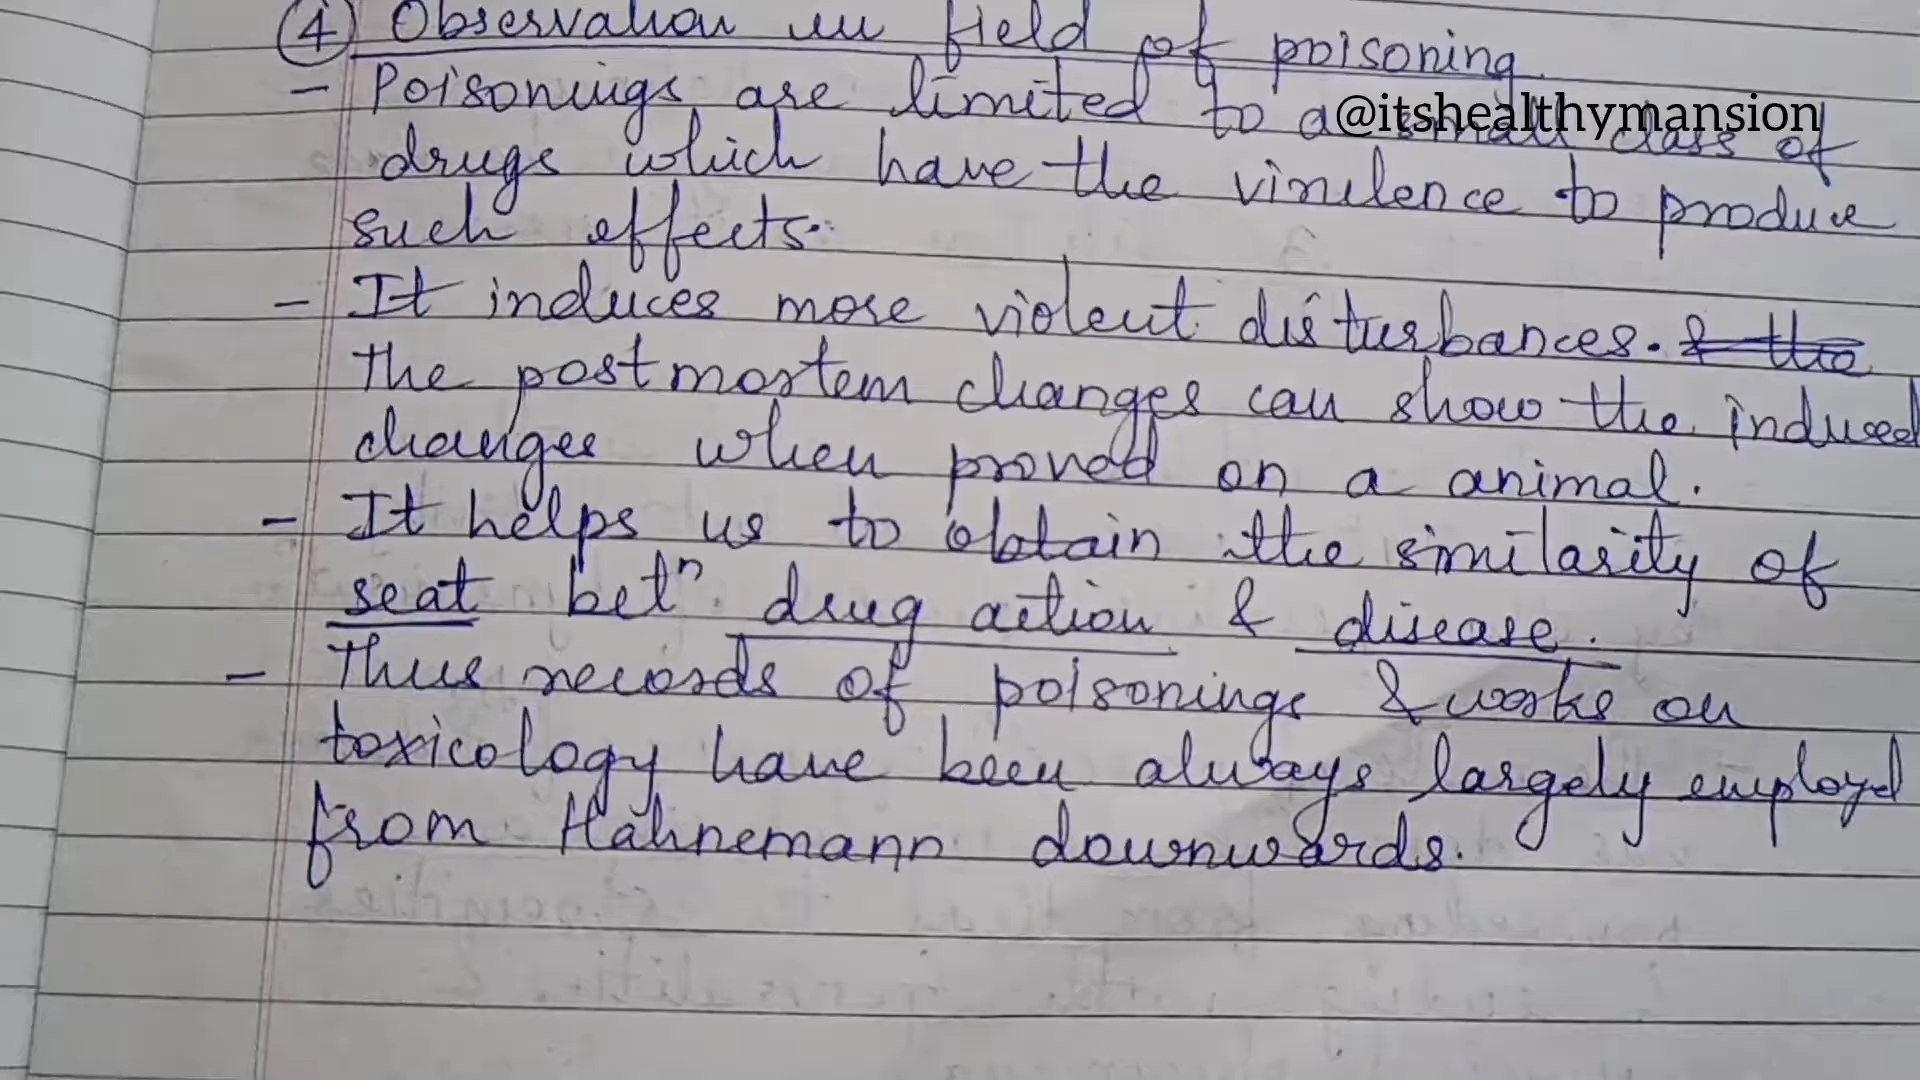 ④ Observation in field of poisoning
- Poisonings are limited to a small class of
@itshealthymansion
drugs which have the virulence to produce
such effects.
- It induces more violent disturbances. & the
The postmortem changes can show the induced
changes when proved on a animal.
- It helps us to obtain the similarity of
seat betⁿ drug action & disease.
- Thus records of poisonings & works on
toxicology have been always largely employd
from Hahnemann downwards.